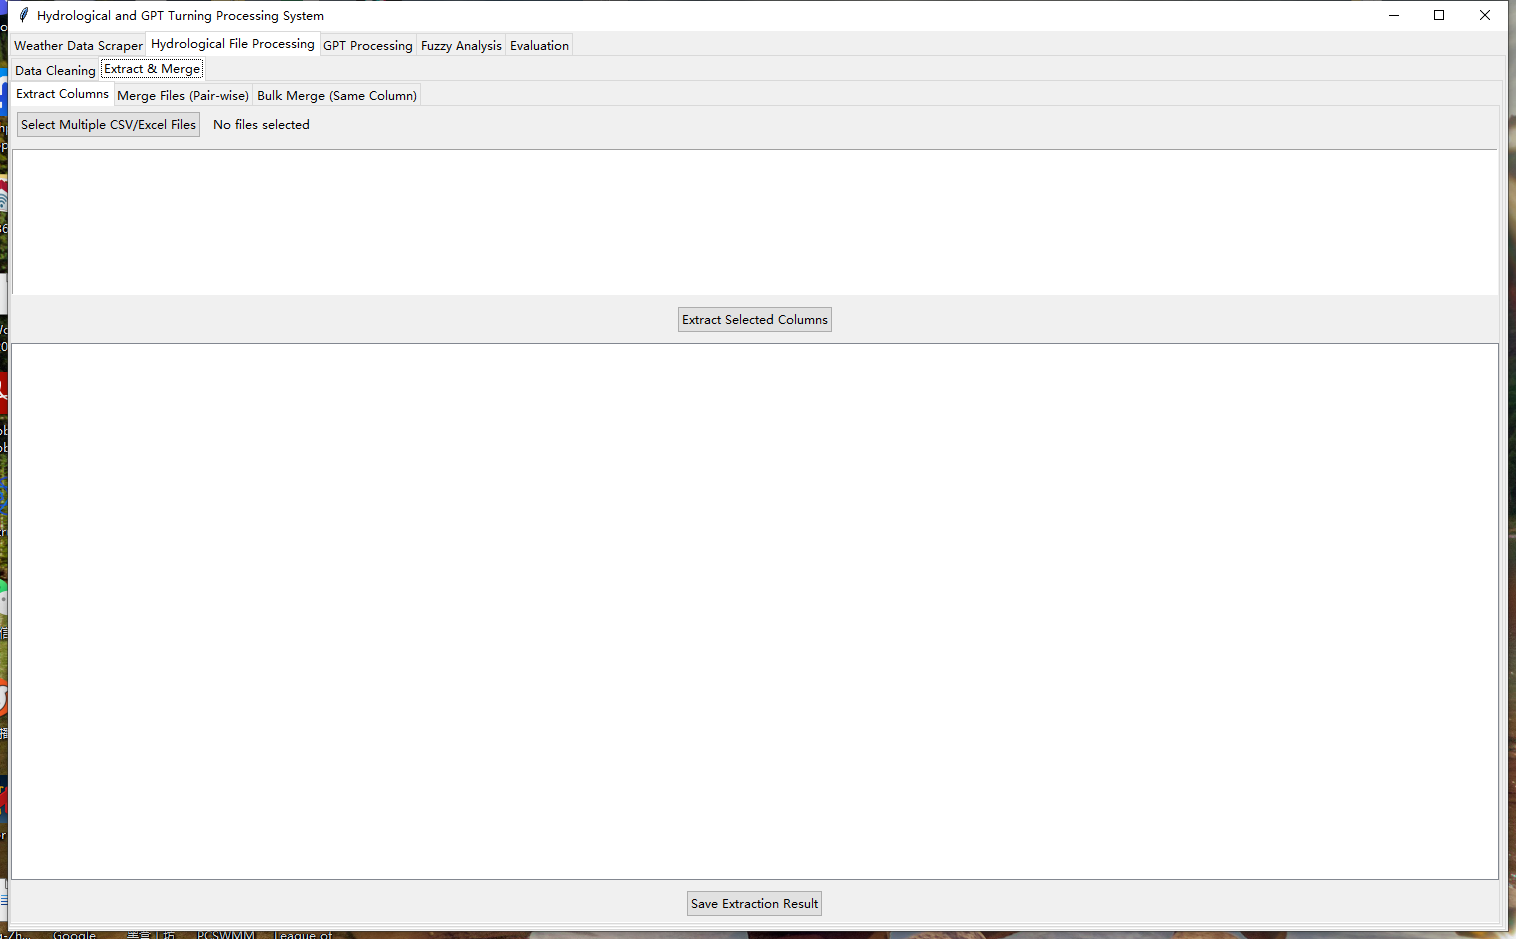 Hydrological and GPT Turning Processing System
Weather Data Scraper Hydrological File Processing GPT Processing Fuzzy Analysis Evaluation
Data Cleaning Extract & Merge
Extract Columns Merge Files (Pair-wise) Bulk Merge (Same Column)
Select Multiple CSV/Excel Files No files selected
Extract Selected Columns
Save Extraction Result
Google PCSWMM League of